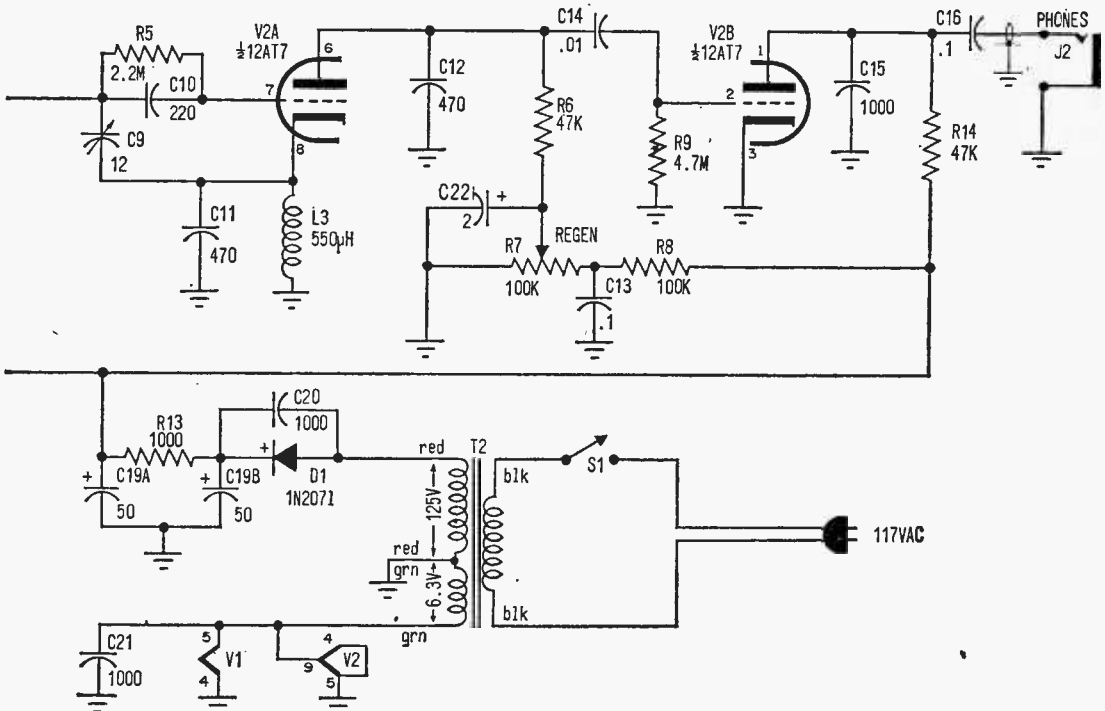 R5
2.2M
C10
220
C9
12
V2A
½12AT7
6
7
8
C11
470
L3
550µH
C12
470
C14
.01
R6
47K
R9
4.7M
V2B
½12AT7
1
2
3
C15
1000
C16
.1
PHONES
J2
R14
47K
C22
+
2
REGEN
R7
100K
C13
.1
R8
100K
R13
1000
+
C19A
50
+
C19B
50
C20
1000
+
D1
1N2071
red
T2
125V
red
grn
6.3V
grn
blk
S1
blk
117VAC
C21
1000
5
V1
4
4
9
V2
5